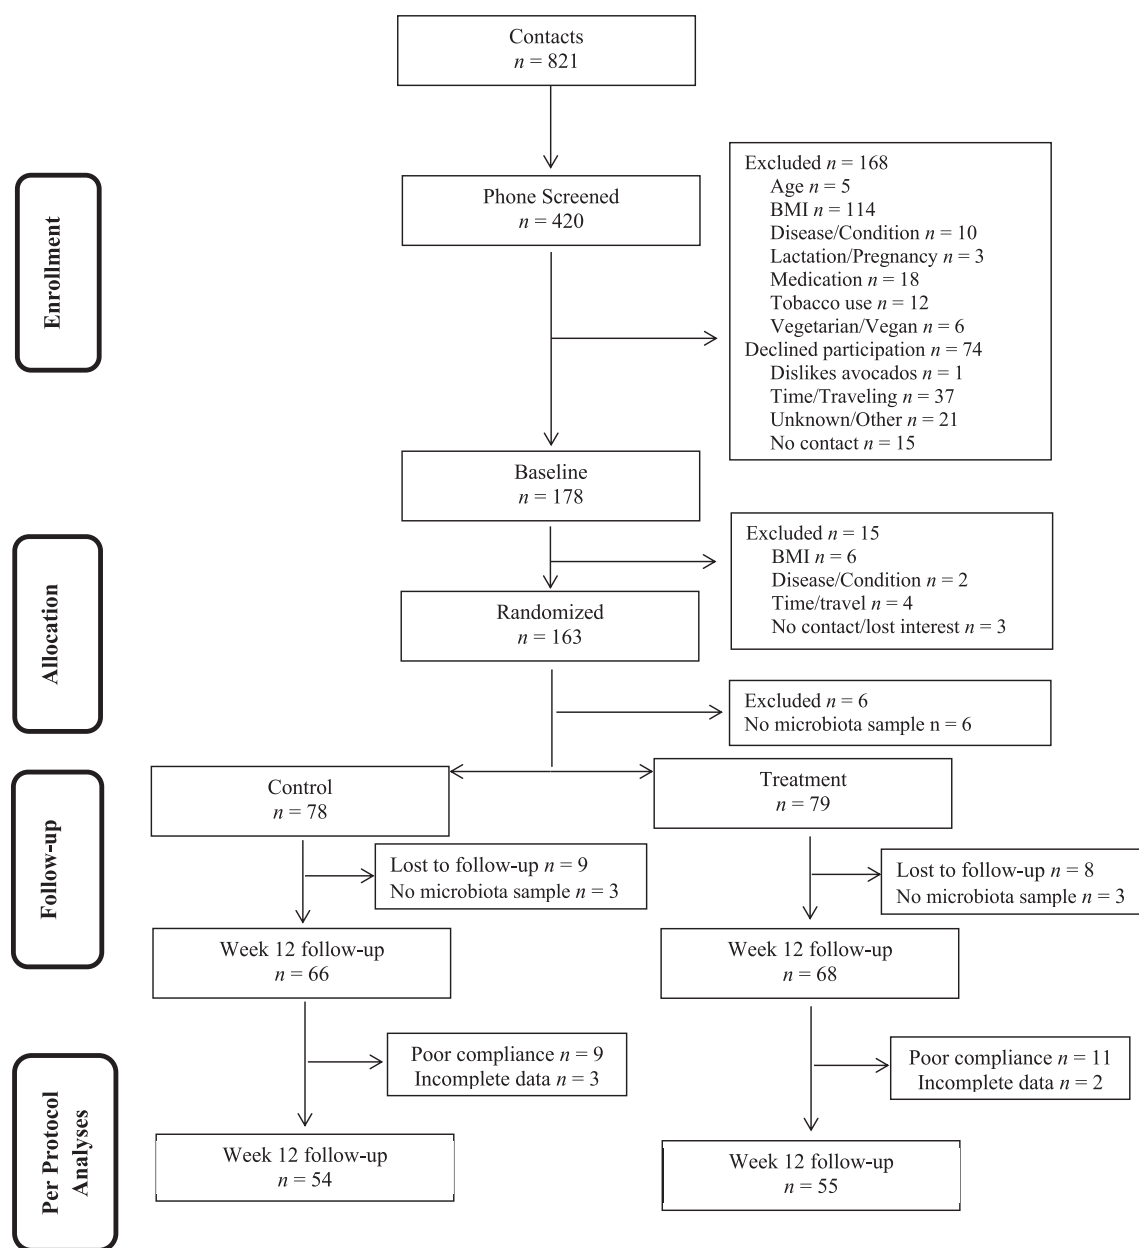 Contacts
n = 821
Enrollment
Phone Screened
n = 420
Excluded n = 168
Age n = 5
BMI n = 114
Disease/Condition n = 10
Lactation/Pregnancy n = 3
Medication n = 18
Tobacco use n = 12
Vegetarian/Vegan n = 6
Declined participation n = 74
Dislikes avocados n = 1
Time/Traveling n = 37
Unknown/Other n = 21
No contact n = 15
Baseline
n = 178
Allocation
Excluded n = 15
BMI n = 6
Disease/Condition n = 2
Time/travel n = 4
No contact/lost interest n = 3
Randomized
n = 163
Excluded n = 6
No microbiota sample n = 6
Follow-up
Control
n = 78
Treatment
n = 79
Lost to follow-up n = 9
No microbiota sample n = 3
Lost to follow-up n = 8
No microbiota sample n = 3
Week 12 follow-up
n = 66
Week 12 follow-up
n = 68
Per Protocol
Analyses
Poor compliance n = 9
Incomplete data n = 3
Poor compliance n = 11
Incomplete data n = 2
Week 12 follow-up
n = 54
Week 12 follow-up
n = 55